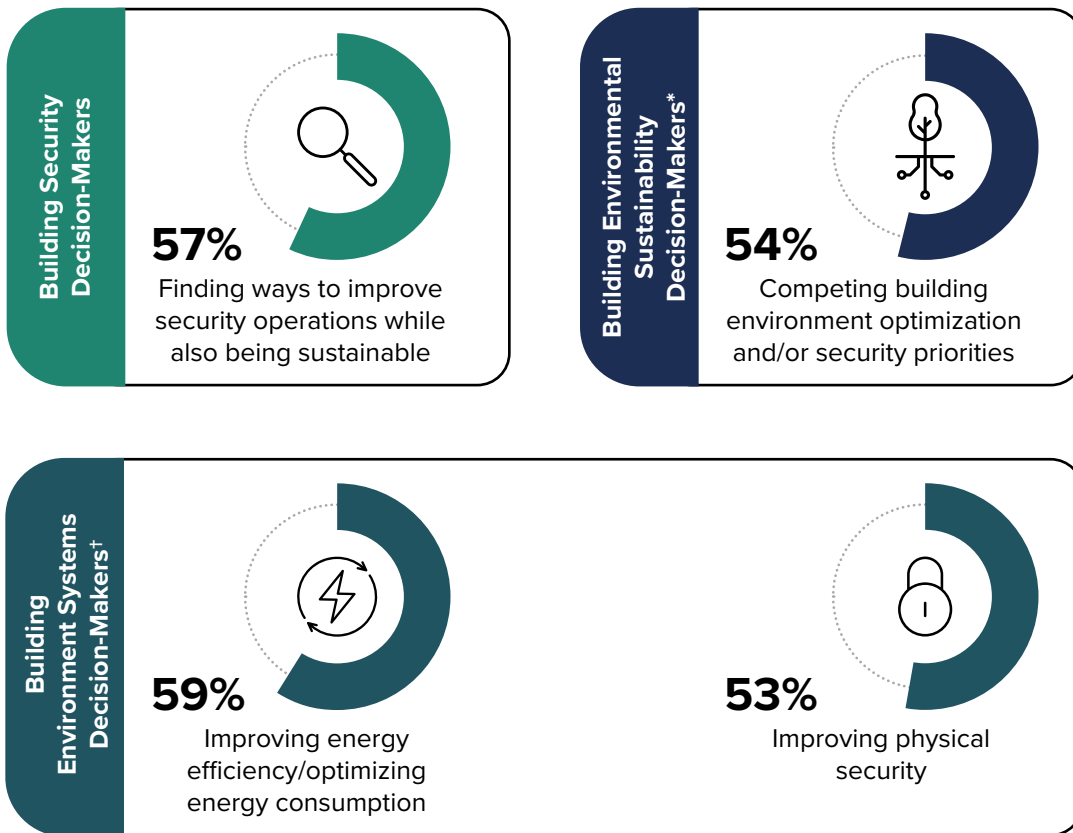 Building Security
Decision-Makers
57%
Finding ways to improve
security operations while
also being sustainable
Building Environmental
Sustainability
Decision-Makers*
54%
Competing building
environment optimization
and/or security priorities
Building
Environment Systems
Decision-Makers†
59%
Improving energy
efficiency/optimizing
energy consumption
53%
Improving physical
security